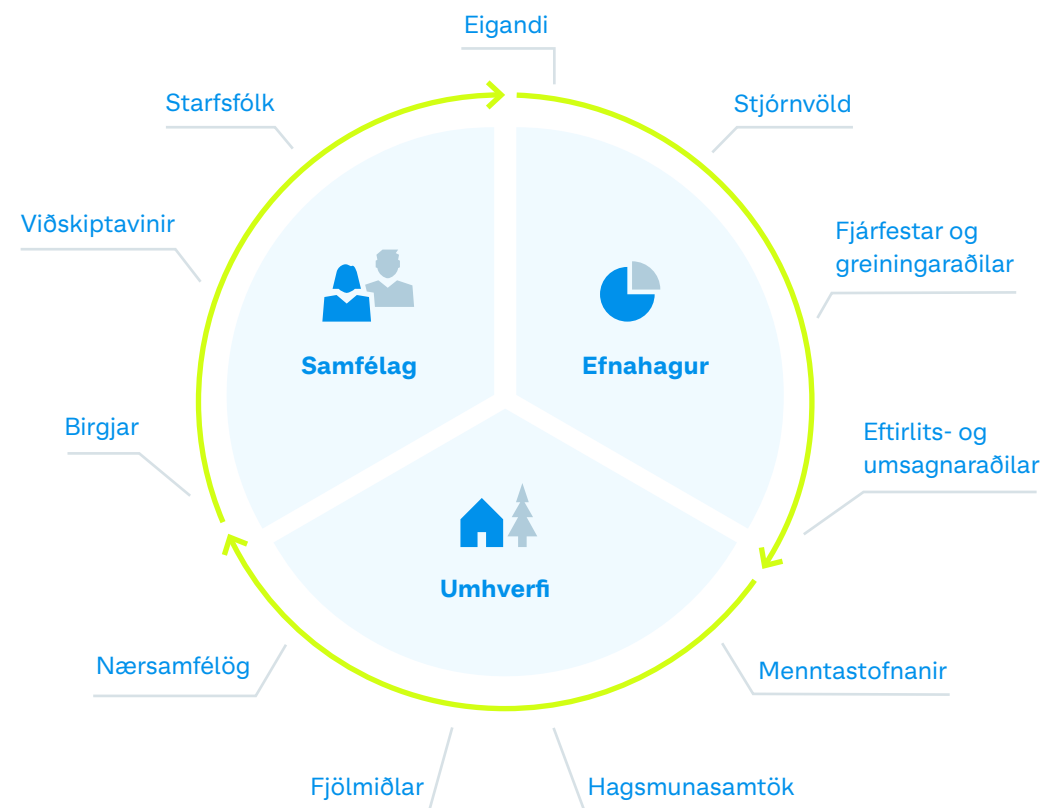 Eigandi
Starfsfólk
Stjórnvöld
Viðskiptavinir
Fjárfestar og
greiningaraðilar
Samfélag
Efnahagur
Birgjar
Eftirlits- og
umsagnaraðilar
Umhverfi
Nærsamfélög
Menntastofnanir
Fjölmiðlar
Hagsmunasamtök